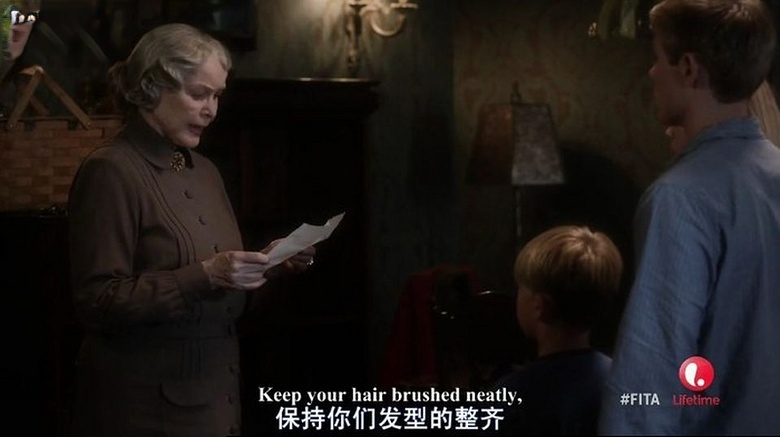 Keep your hair brushed neatly,
保持你们发型的整齐
#FITA
Lifetime